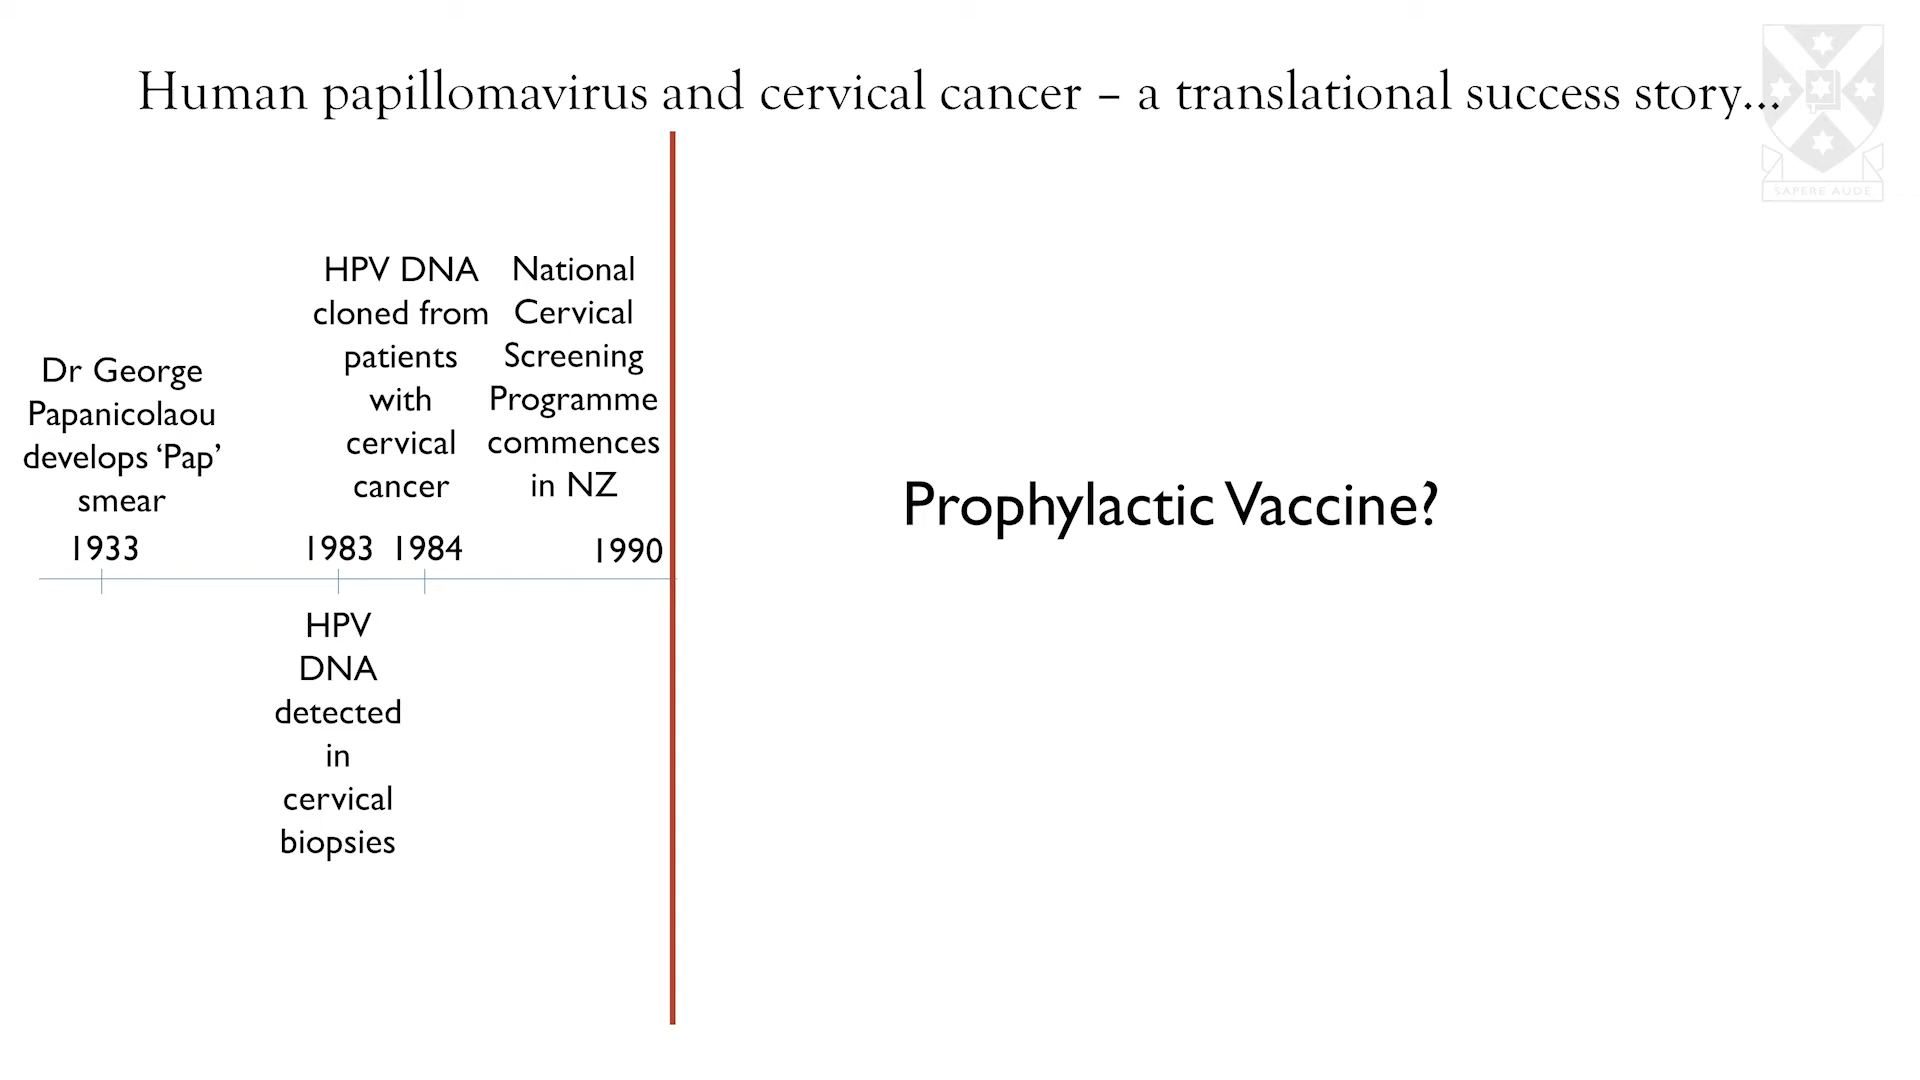 Human papillomavirus and cervical cancer – a translational success story...
SAPERE AUDE
Dr George
Papanicolaou
develops ‘Pap’
smear
1933
HPV DNA
cloned from
patients
with
cervical
cancer
1983 1984
National
Cervical
Screening
Programme
commences
in NZ
1990
HPV
DNA
detected
in
cervical
biopsies
Prophylactic Vaccine?